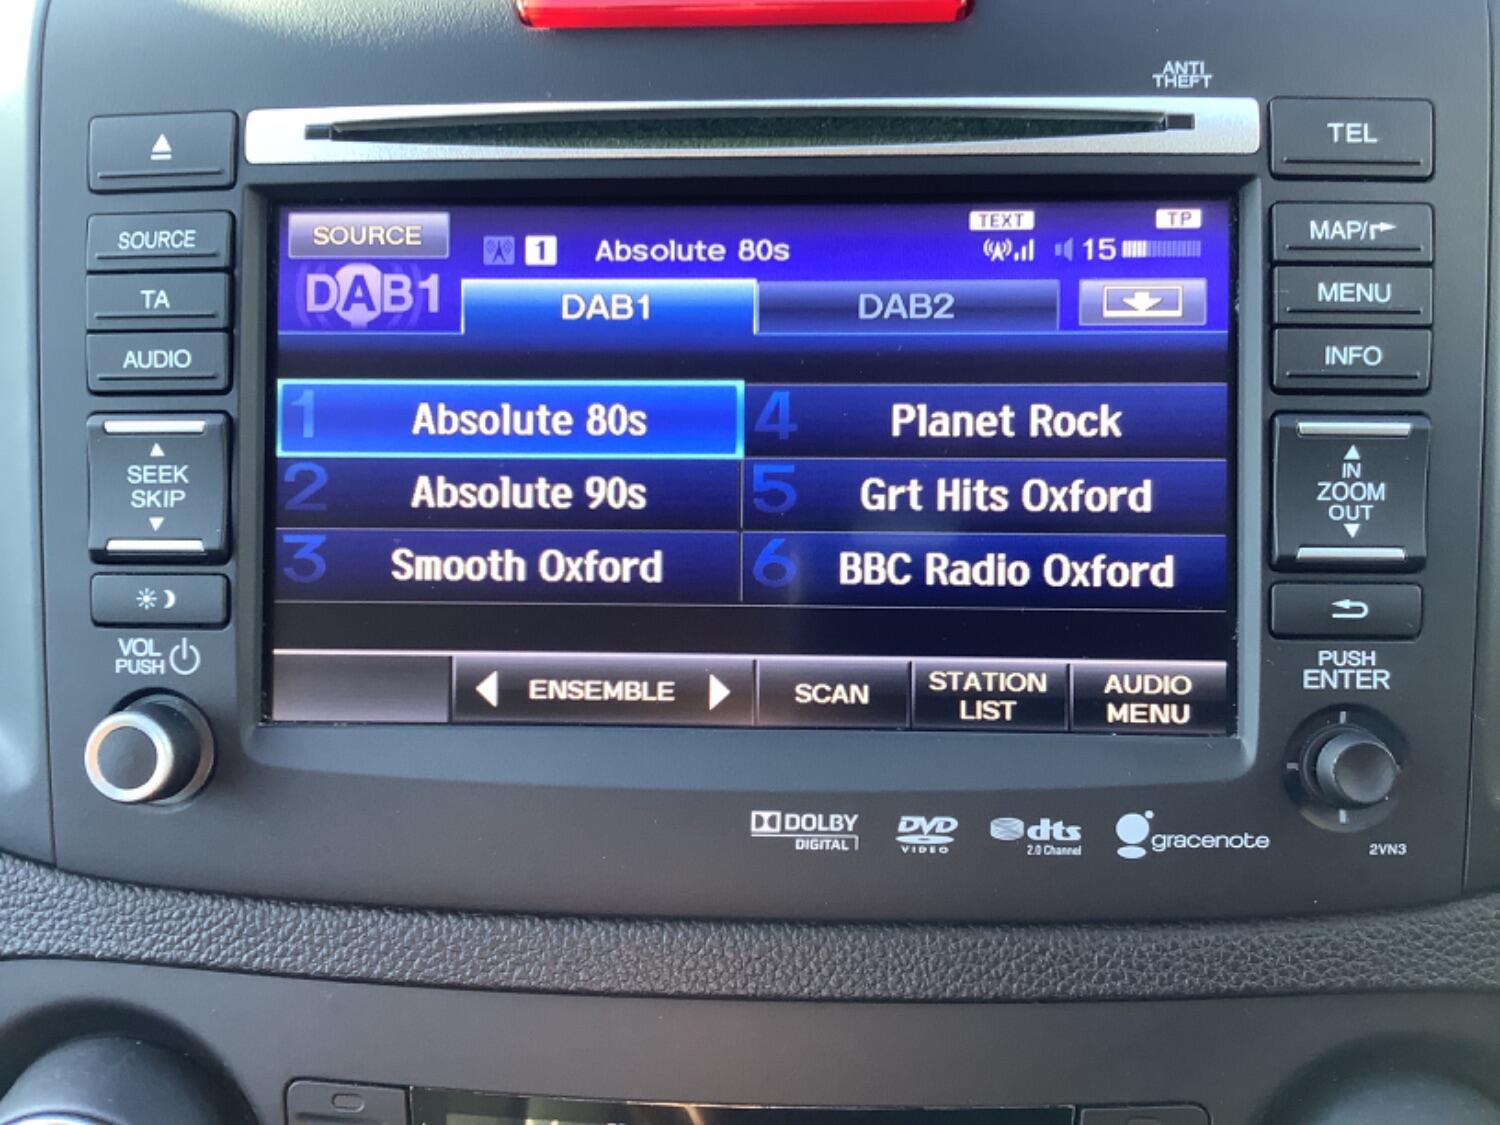 ANTI
THEFT
TEL
SOURCE
TA
AUDIO
SEEK
SKIP
VOL
PUSH
MAP/
MENU
INFO
IN
ZOOM
OUT
PUSH
ENTER
SOURCE
TEXT
TP
1 Absolute 80s
15
DAB1
DAB1
DAB2
1 Absolute 80s
4 Planet Rock
2 Absolute 90s
5 Grt Hits Oxford
3 Smooth Oxford
6 BBC Radio Oxford
ENSEMBLE
SCAN
STATION
LIST
AUDIO
MENU
DOLBY
DIGITAL
DVD
VIDEO
dts
2.0 Channel
gracenote
2VN3